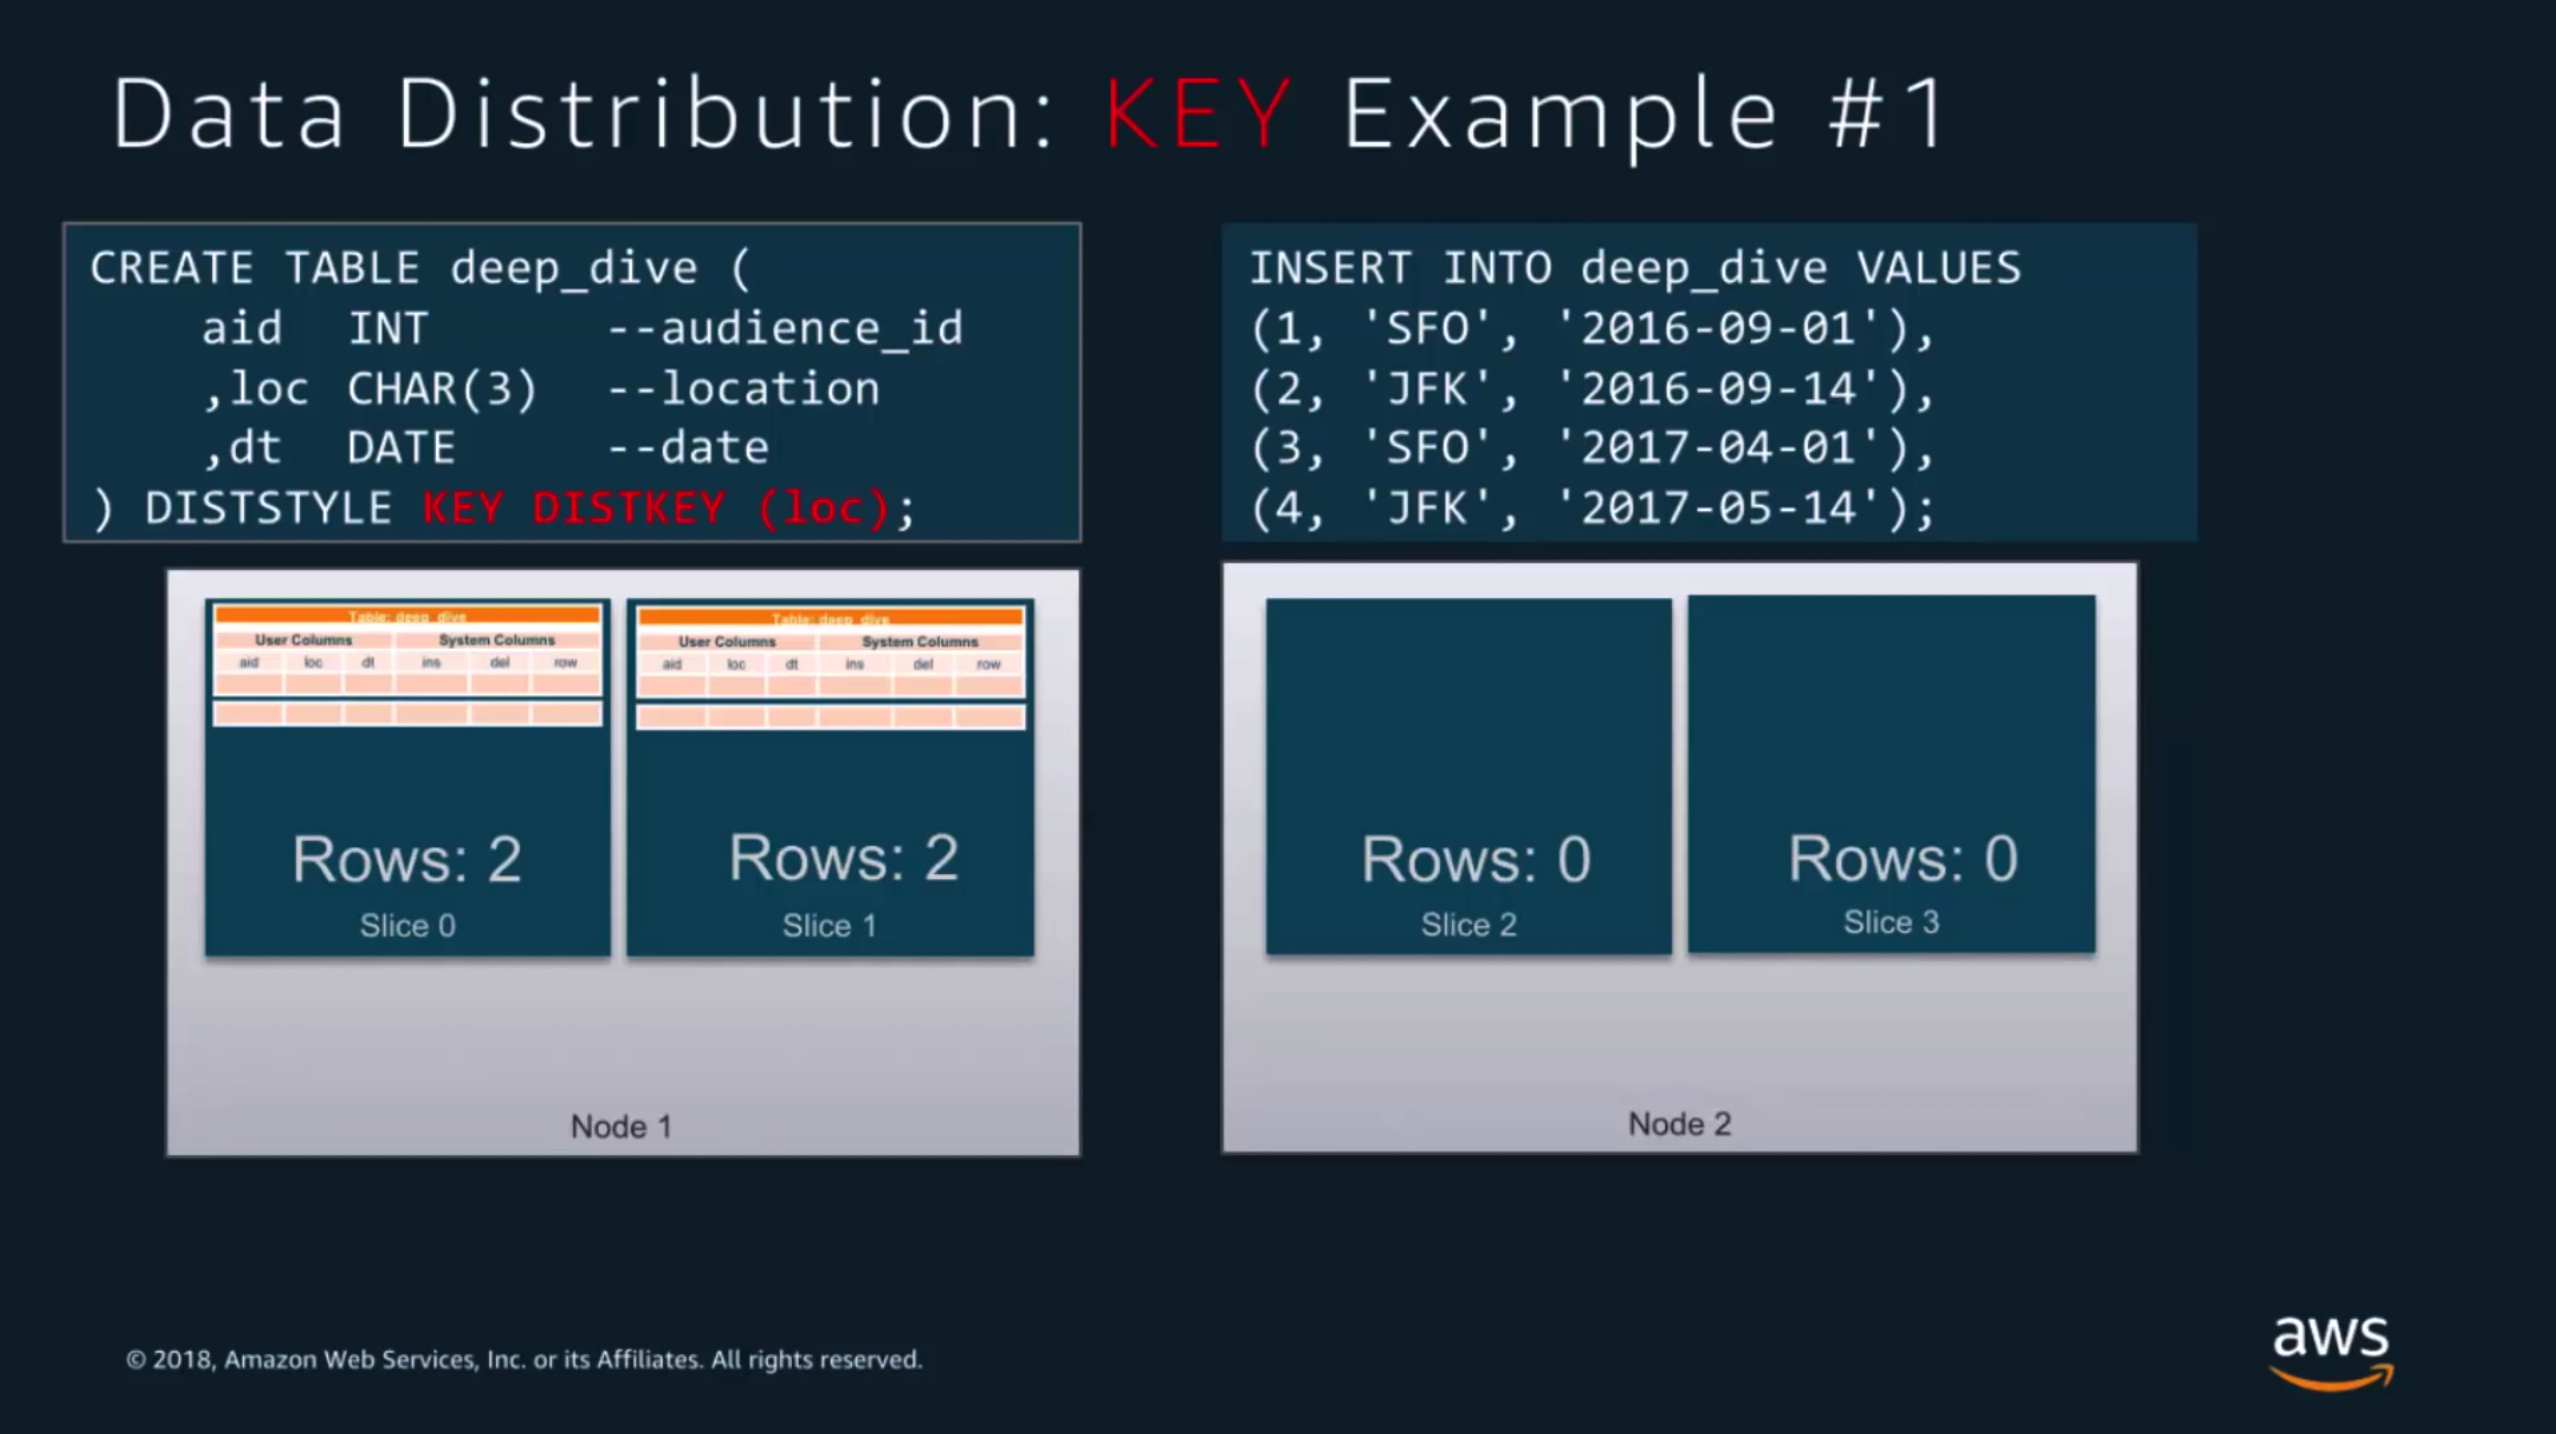 Data Distribution: KEY Example #1
CREATE TABLE deep_dive (
aid INT --audience_id
,loc CHAR(3) --location
,dt DATE --date
) DISTSTYLE KEY DISTKEY (loc);
INSERT INTO deep_dive VALUES
(1, 'SFO', '2016-09-01'),
(2, 'JFK', '2016-09-14'),
(3, 'SFO', '2017-04-01'),
(4, 'JFK', '2017-05-14');
Table: deep_dive
User Columns System Columns
aid loc dt ins del row
Rows: 2
Slice 0
Table: deep_dive
User Columns System Columns
aid loc dt ins del row
Rows: 2
Slice 1
Node 1
Rows: 0
Slice 2
Rows: 0
Slice 3
Node 2
© 2018, Amazon Web Services, Inc. or its Affiliates. All rights reserved.
aws